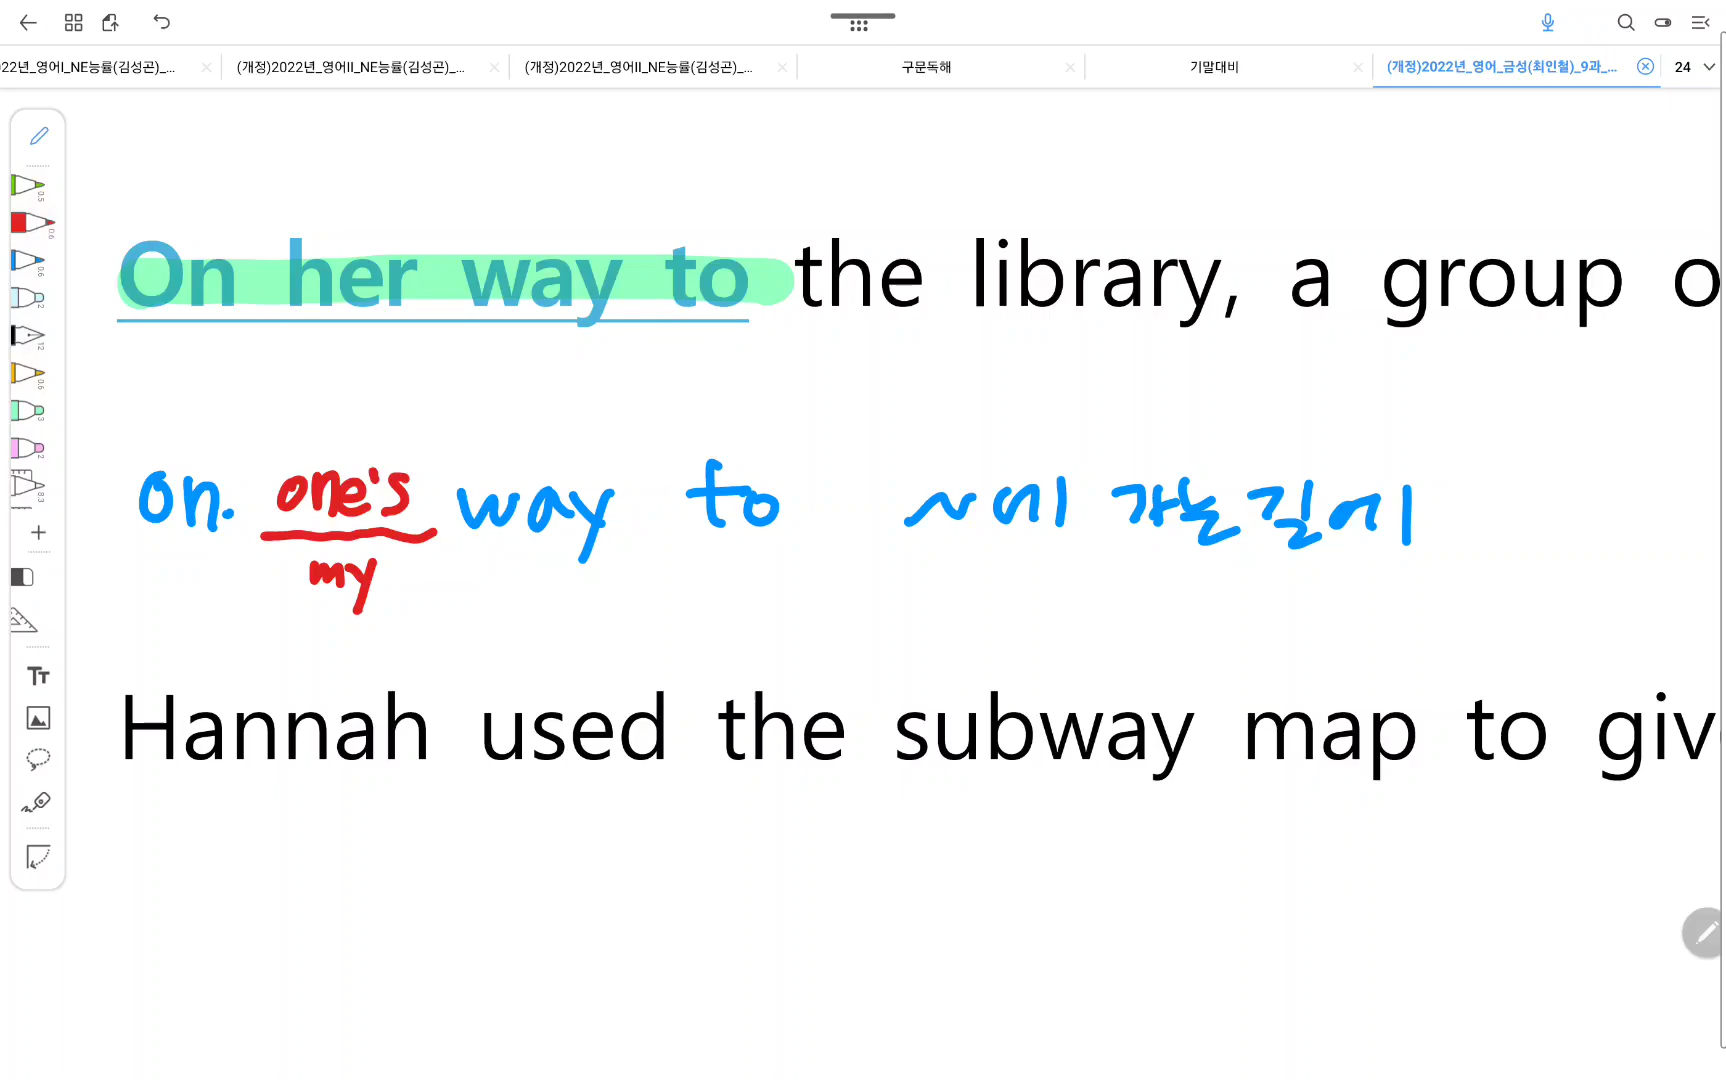 22년_영어I_NE능률(김성곤)_... (개정)2022년_영어II_NE능률(김성곤)_... (개정)2022년_영어II_NE능률(김성곤)_... 구문독해 기말대비 (개정)2022년_영어_금성(최인철)_9과_... 24
On her way to the library, a group o
on. one's way to ~에 가는길에
my
Hannah used the subway map to giv